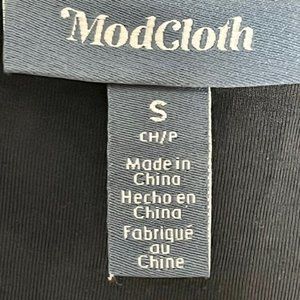 ModCloth
S
CH/P
Made in
China
Hecho en
China
Fabriqué
au
Chine